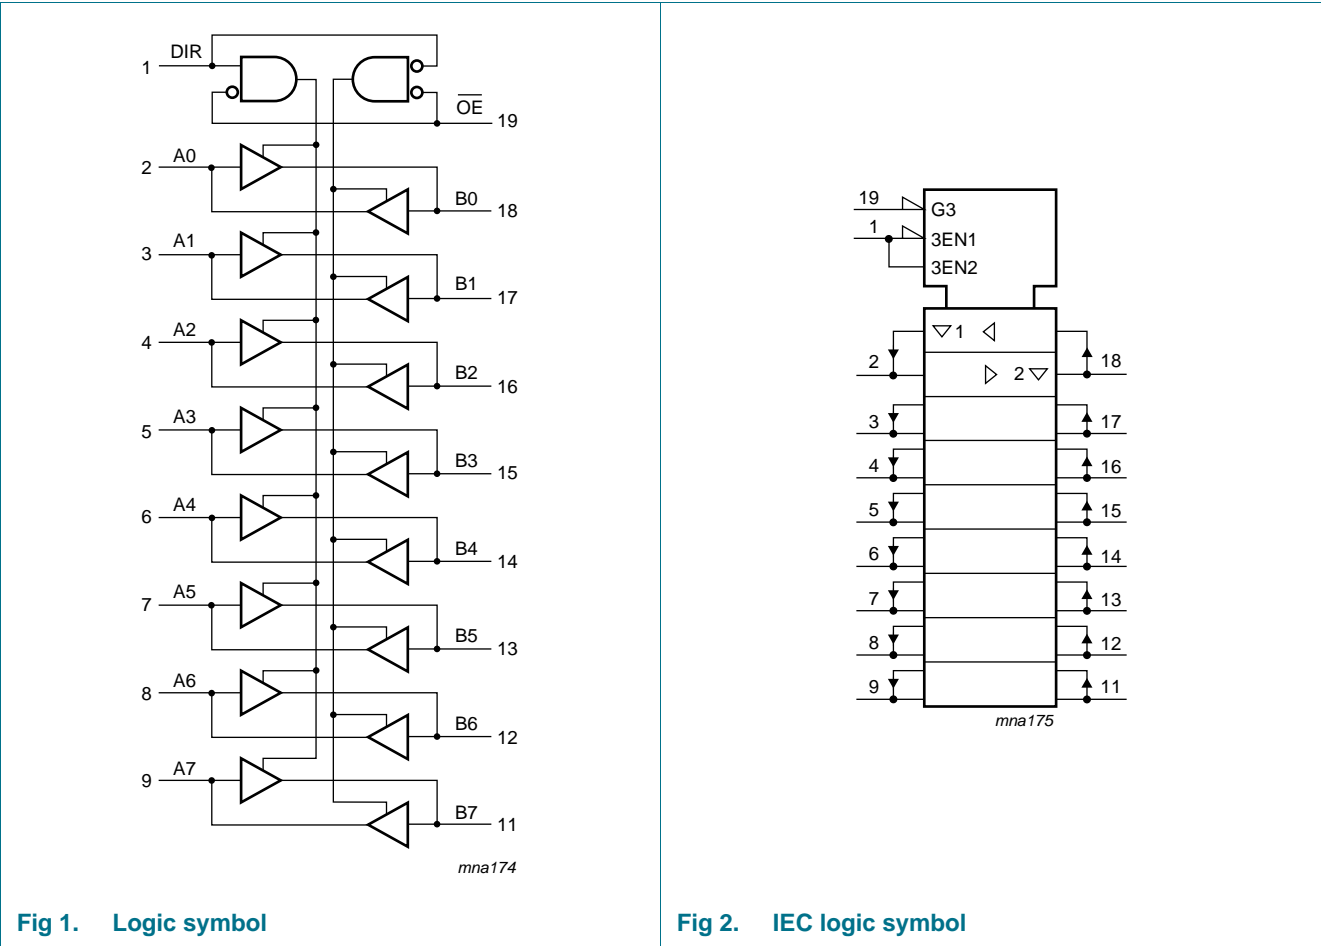 DIR
1
OE
19
2 A0
B0
18
3 A1
B1
17
4 A2
B2
16
5 A3
B3
15
6 A4
B4
14
7 A5
B5
13
8 A6
B6
12
9 A7
B7
11
mna174
Fig 1. Logic symbol
19
G3
1
3EN1
3EN2
1
2
18
2
3
17
4
16
5
15
6
14
7
13
8
12
9
11
mna175
Fig 2. IEC logic symbol